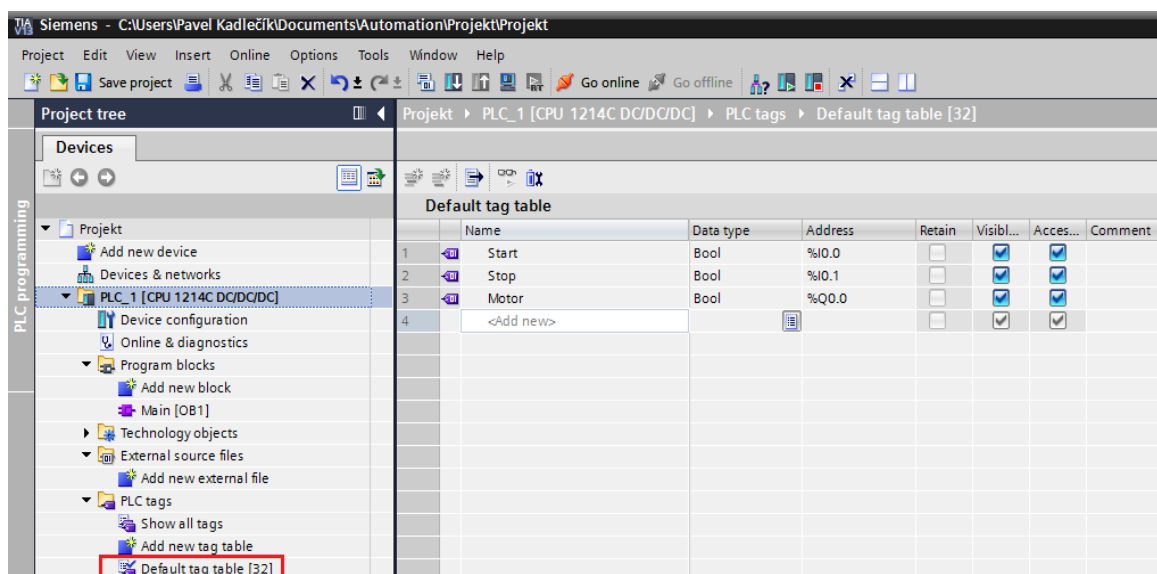 TIA V13 Siemens - C:\Users\Pavel Kadlečík\Documents\Automation\Projekt\Projekt
Project Edit View Insert Online Options Tools Window Help
Save project Go online Go offline
Project tree Projekt PLC_1 [CPU 1214C DC/DC/DC] PLC tags Default tag table [32]
Devices
Default tag table
Name Data type Address Retain Visibl... Acces... Comment
1 Start Bool %I0.0
2 Stop Bool %I0.1
3 Motor Bool %Q0.0
4 <Add new>
PLC programming
Projekt
Add new device
Devices & networks
PLC_1 [CPU 1214C DC/DC/DC]
Device configuration
Online & diagnostics
Program blocks
Add new block
Main [OB1]
Technology objects
External source files
Add new external file
PLC tags
Show all tags
Add new tag table
Default tag table [32]